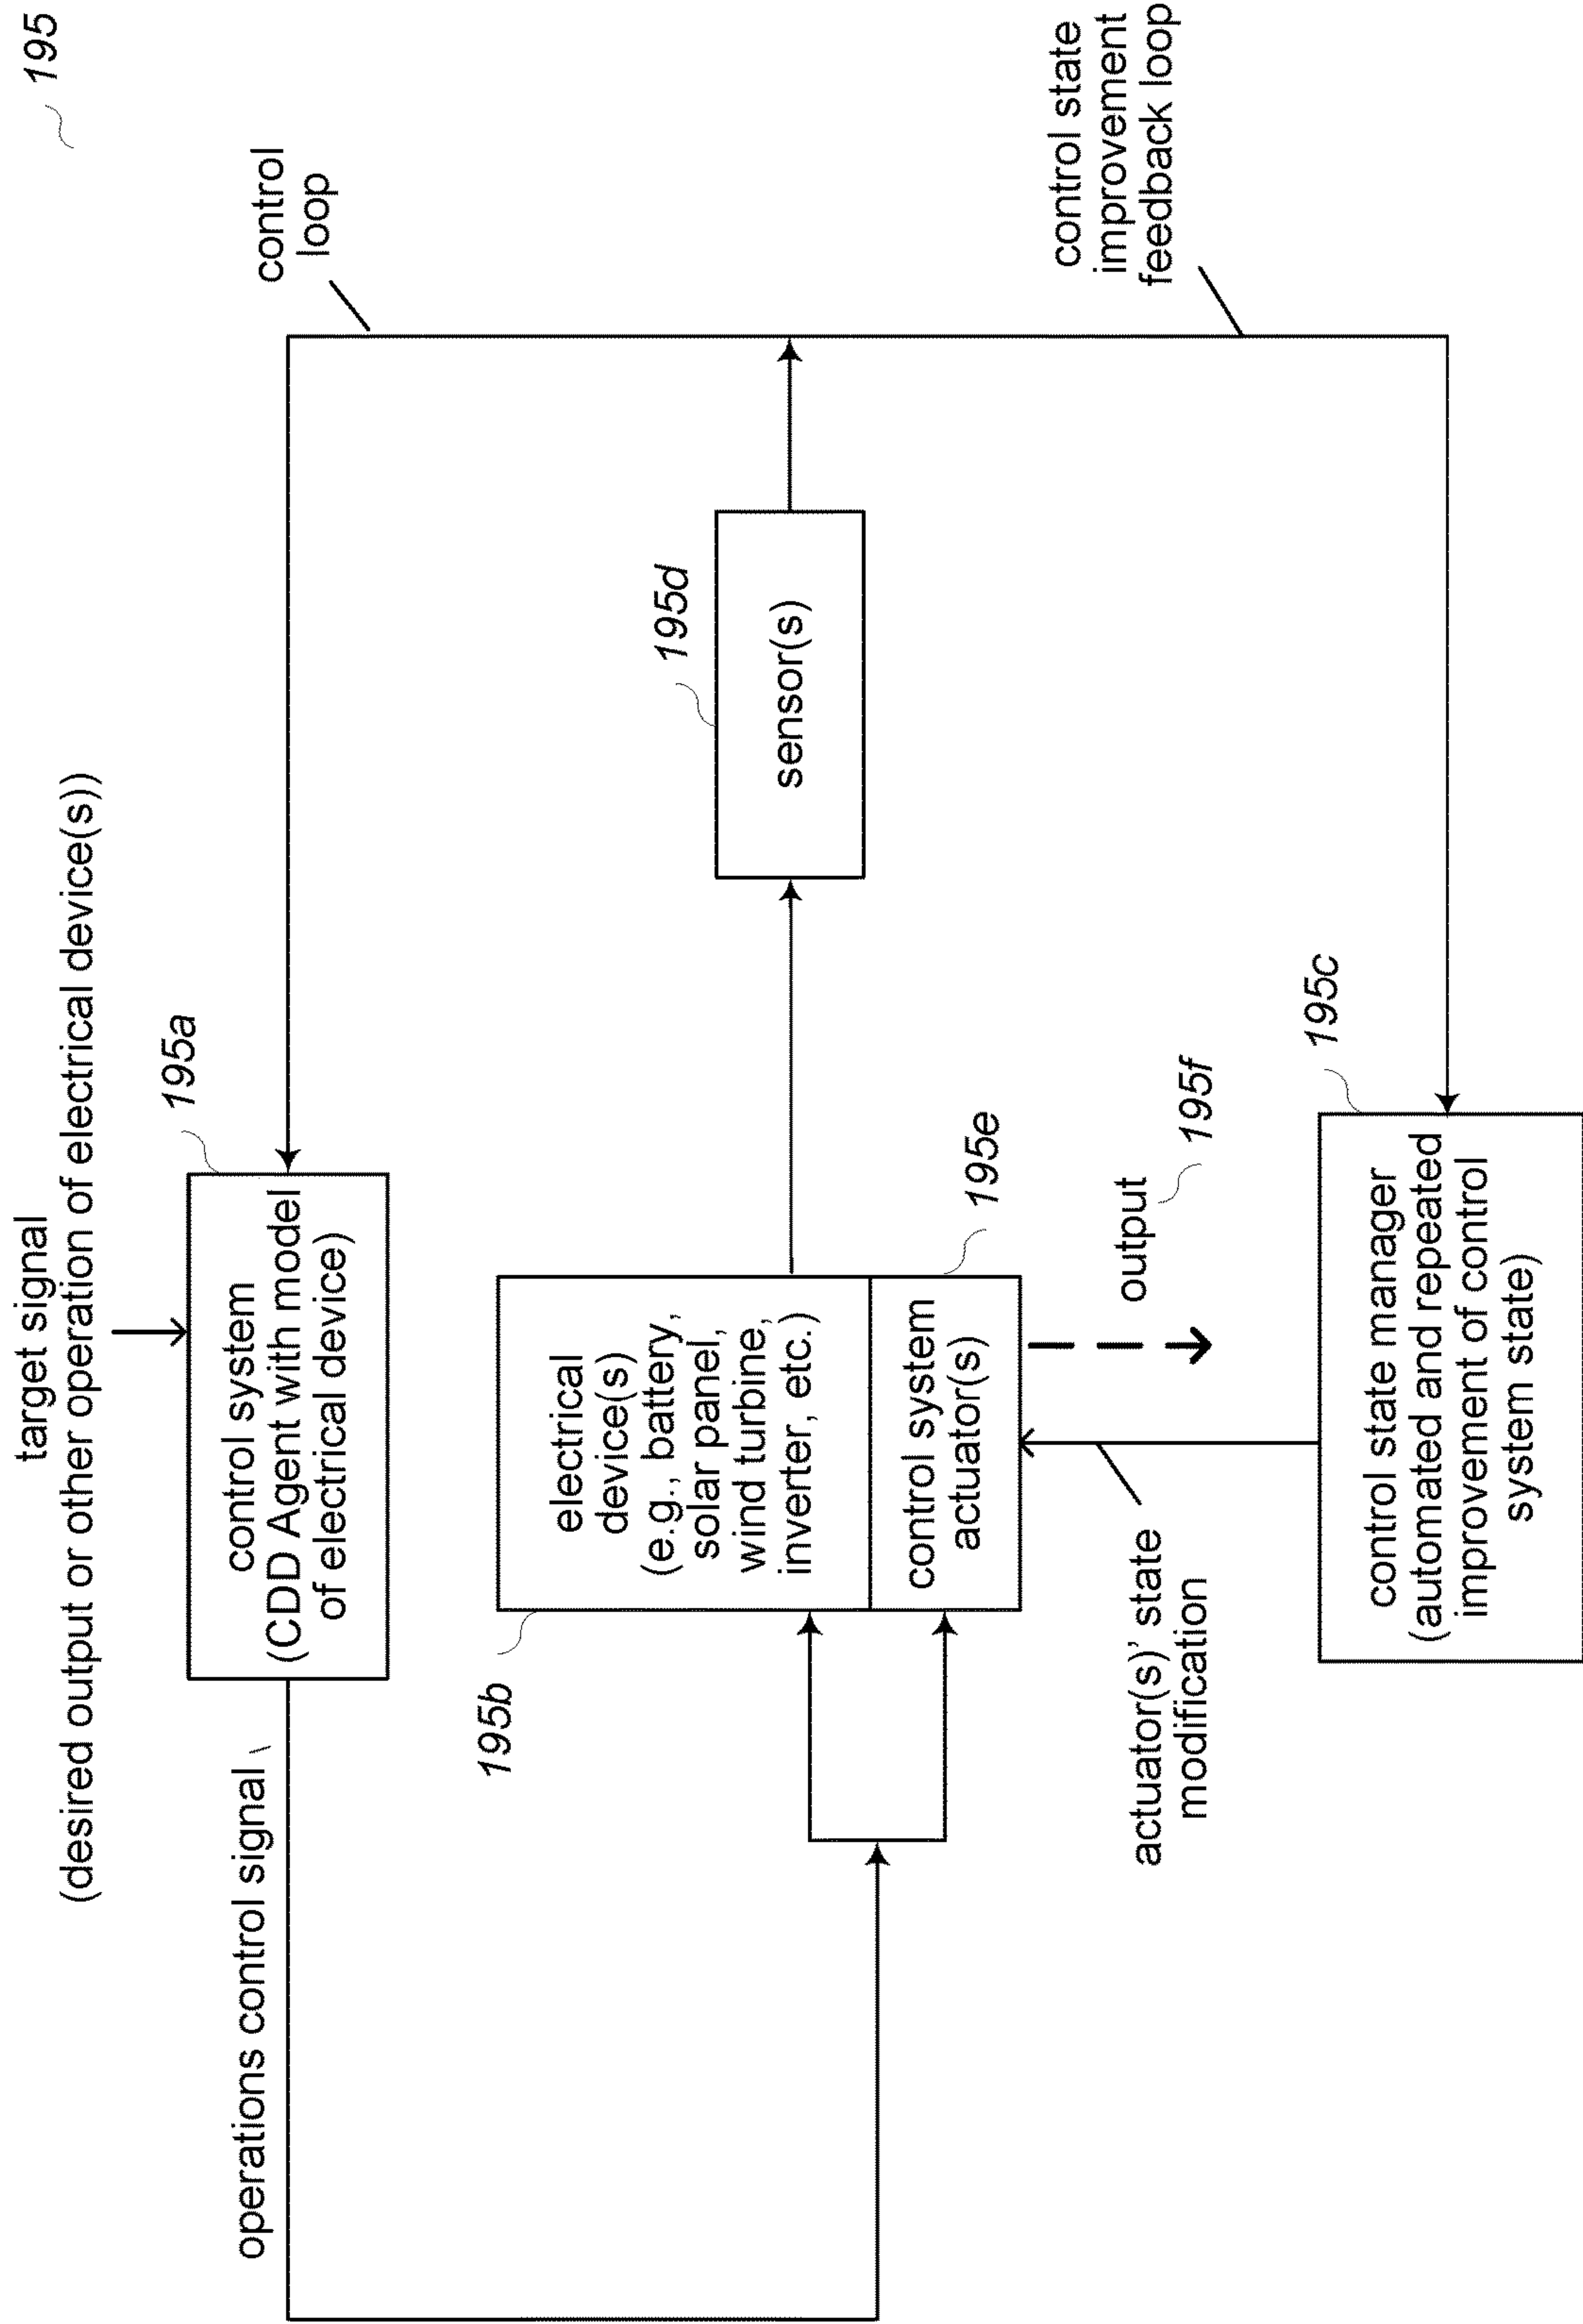 195
target signal
(desired output or other operation of electrical device(s))
195a
control system
(CDD Agent with model
of electrical device)
operations control signal
control
loop
195b
electrical
device(s)
(e.g., battery,
solar panel,
wind turbine,
inverter, etc.)
control system
actuator(s)
195e
195d
sensor(s)
output
195f
actuator(s)' state
modification
control state
improvement
feedback loop
195c
control state manager
(automated and repeated
improvement of control
system state)